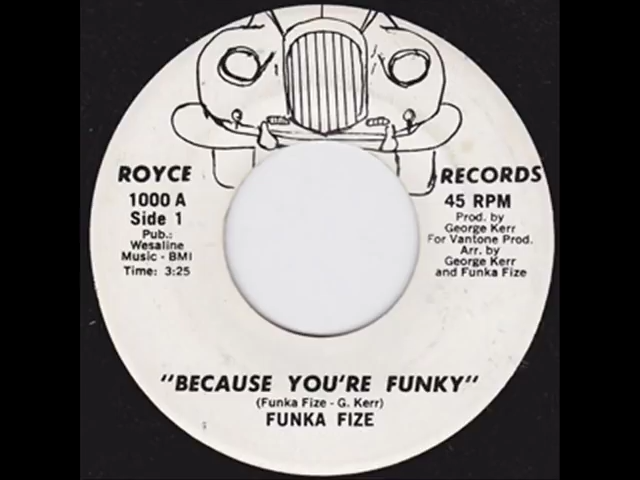 ROYCE RECORDS
1000 A
Side 1
Pub.:
Wesaline
Music - BMI
Time: 3:25
45 RPM
Prod. by
George Kerr
For Vantone Prod.
Arr. by
George Kerr
and Funka Fize
"BECAUSE YOU'RE FUNKY"
(Funka Fize - G. Kerr)
FUNKA FIZE